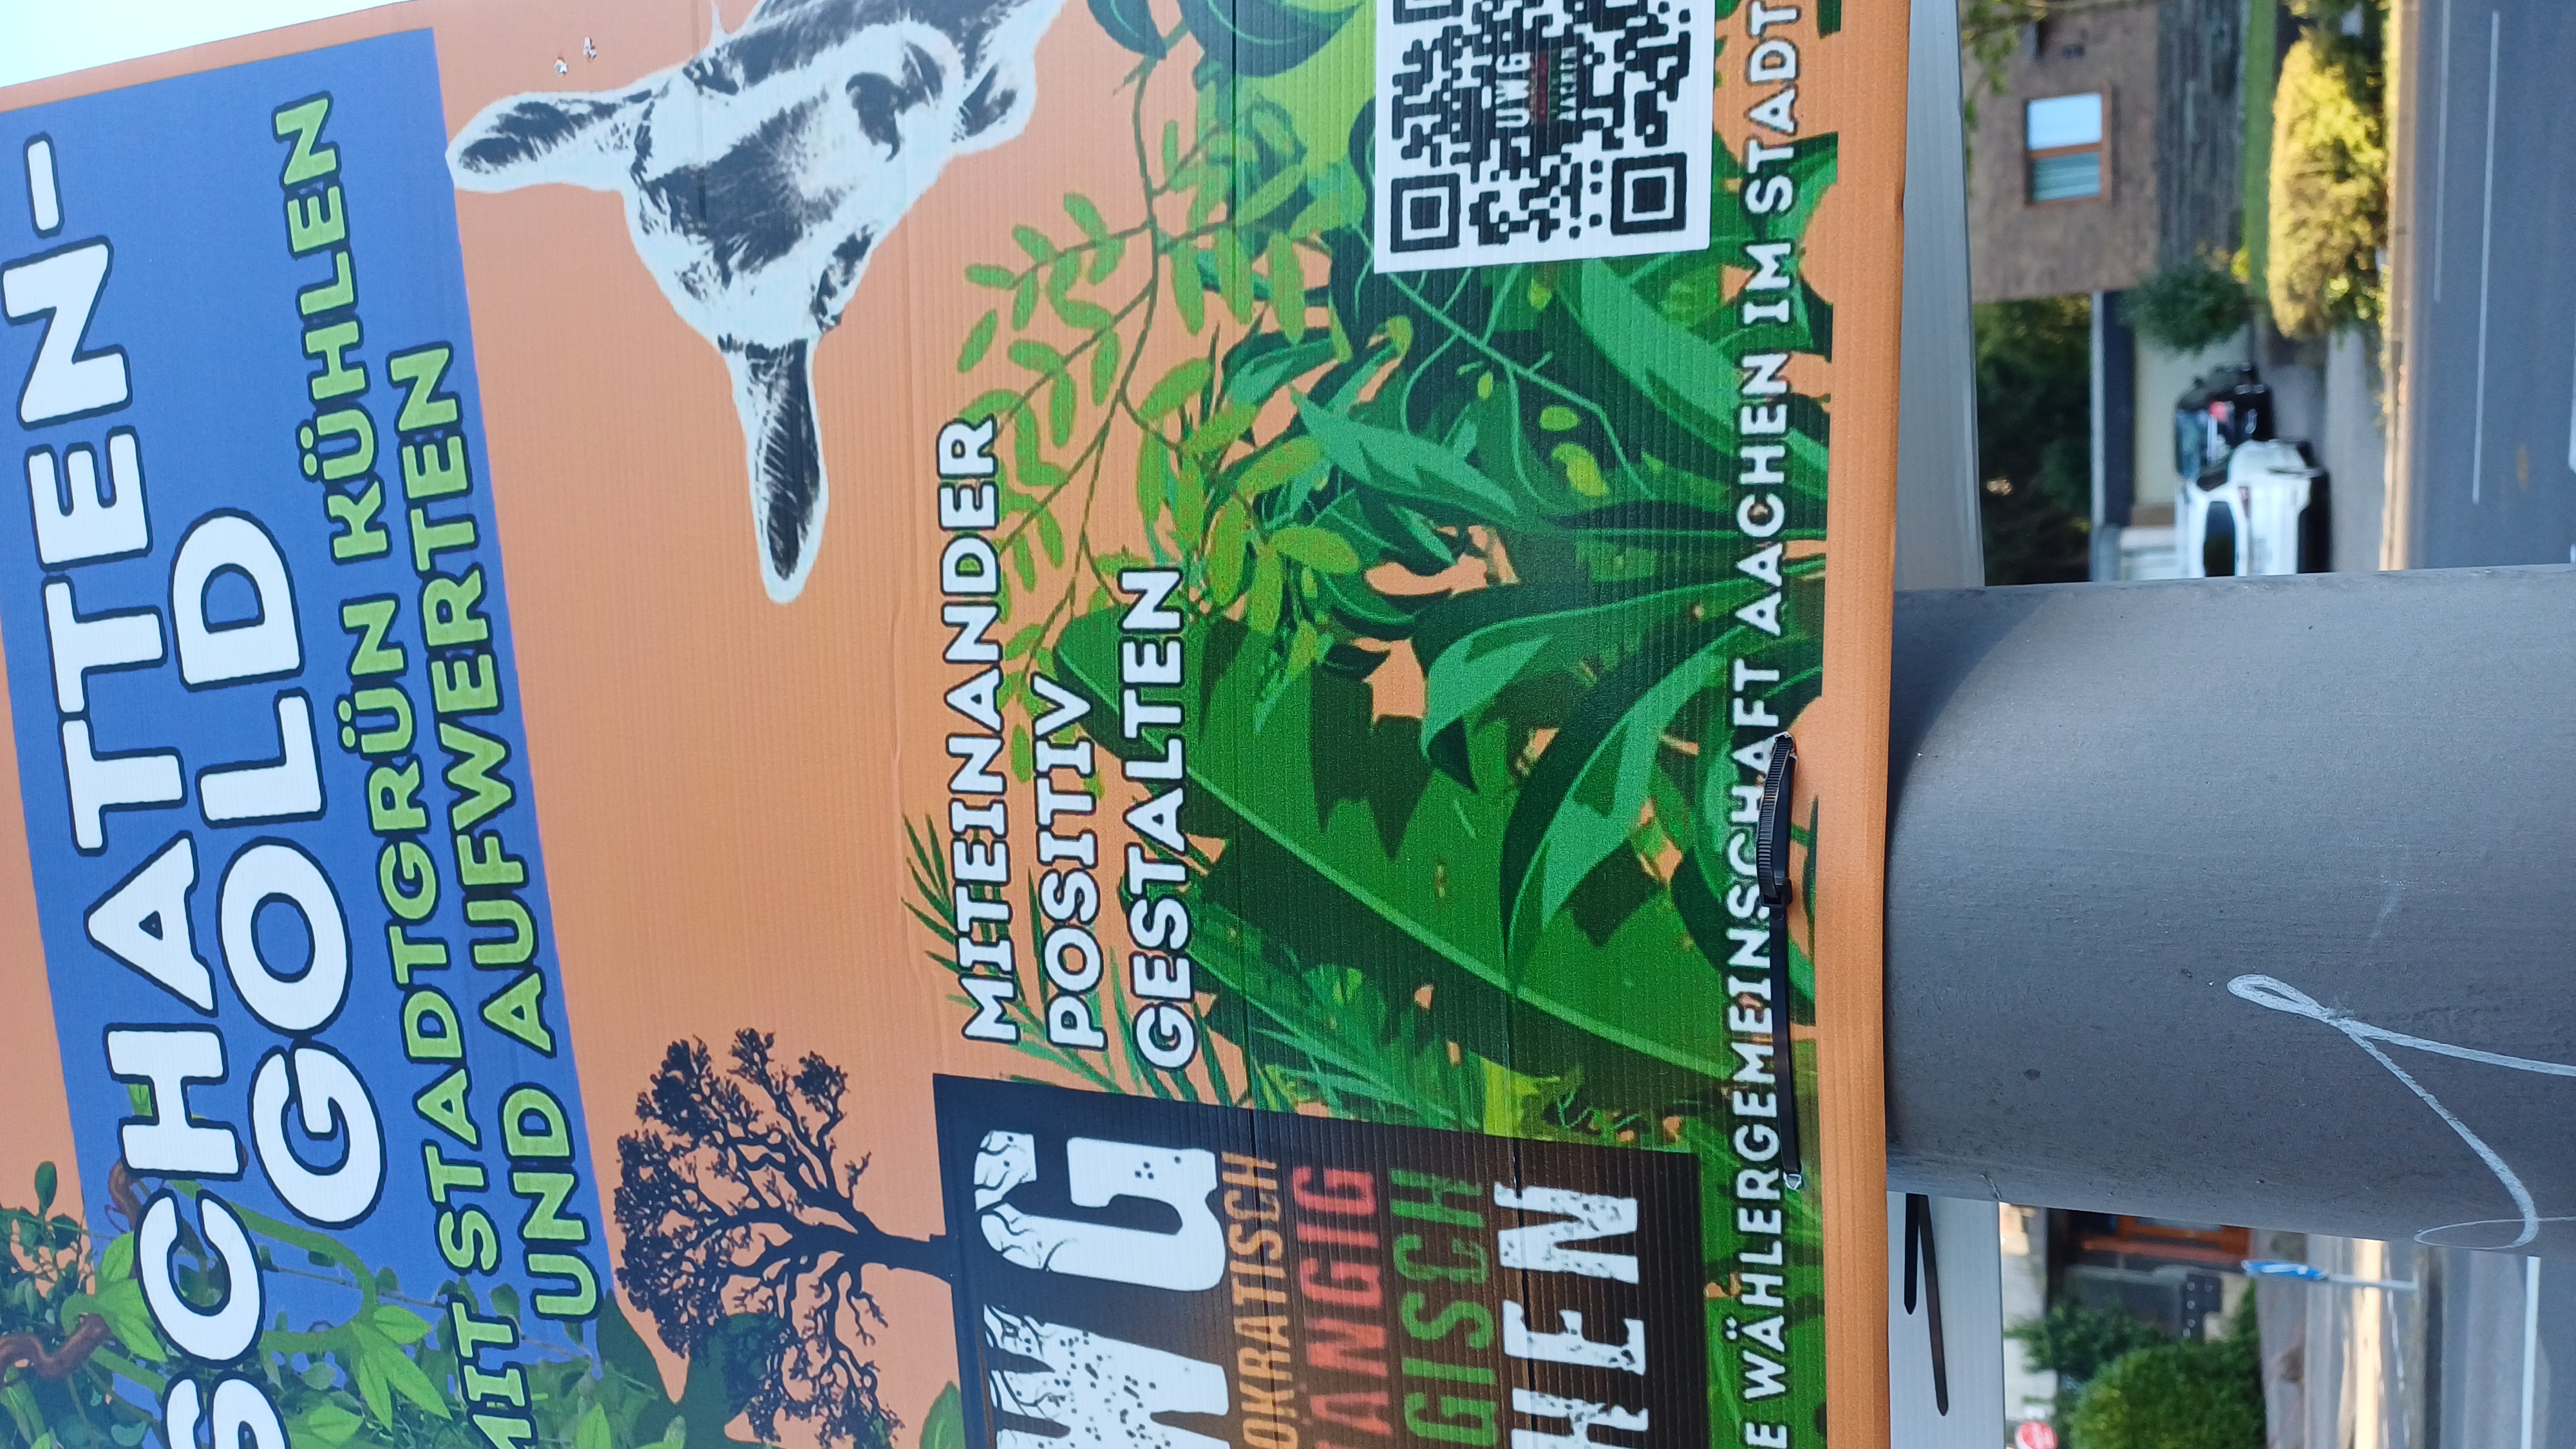 SCHATTEN-
GOLD
MIT STADTGRÜN KÜHLEN
UND AUFWERTEN
MITEINANDER
POSITIV
GESTALTEN
WG
OKRATISCH
ÄNGIG
GISCH
HEN
UWG
AACHEN
E WÄHLERGEMEINSCHAFT AACHEN IM STADT